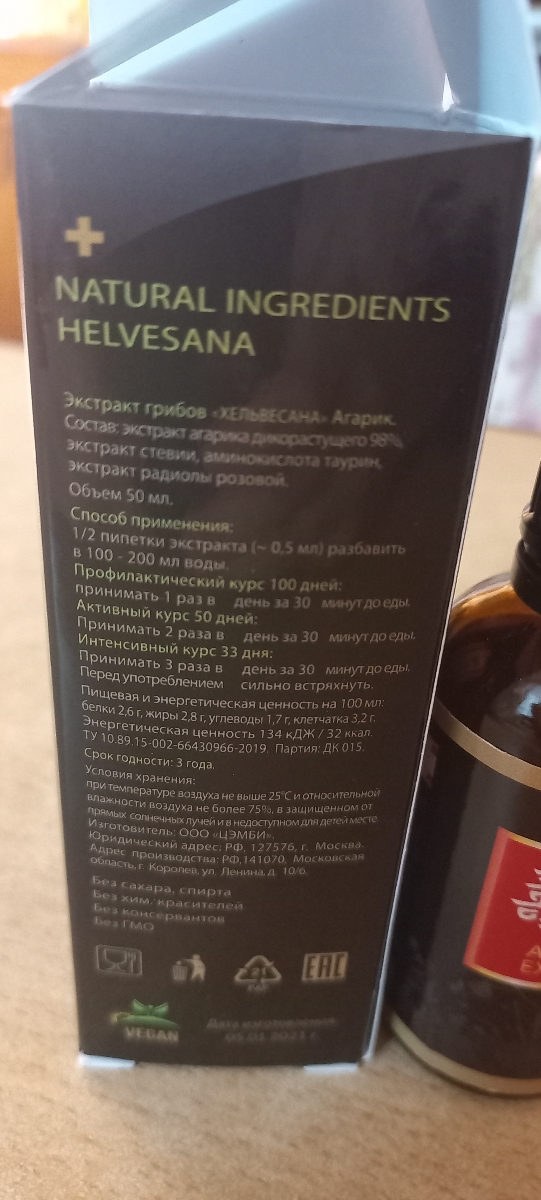 NATURAL INGREDIENTS
HELVESANA
Экстракт грибов «ХЕЛЬВЕСАНА» Агарик.
Состав: экстракт агарика дикорастущего 98%,
экстракт стевии, аминокислота таурин,
экстракт радиолы розовой.
Объем 50 мл.
Способ применения:
1/2 пипетки экстракта (~ 0,5 мл) разбавить
в 100 - 200 мл воды.
Профилактический курс 100 дней:
принимать 1 раз в день за 30 минут до еды.
Активный курс 50 дней:
Принимать 2 раза в день за 30 минут до еды.
Интенсивный курс 33 дня:
Принимать 3 раза в день за 30 минут до еды.
Перед употреблением сильно встряхнуть.
Пищевая и энергетическая ценность на 100 мл:
белки 2,6 г, жиры 2,8 г, углеводы 1,7 г, клетчатка 3,2 г.
Энергетическая ценность 134 кДЖ / 32 ккал.
ТУ 10.89.15-002-66430966-2019. Партия: ДК 015.
Срок годности: 3 года.
Условия хранения:
при температуре воздуха не выше 25°С и относительной
влажности воздуха не более 75%, в защищенном от
прямых солнечных лучей и в недоступном для детей месте.
Изготовитель: ООО «ЦЭМБИ».
Юридический адрес: РФ, 127576, г. Москва.
Адрес производства: РФ, 141070, Московская
область, г. Королев, ул. Ленина, д. 10/6.
Без сахара, спирта
Без хим. красителей
Без консервантов
Без ГМО
21
PAP
EAC
VEGAN
Дата изготовления:
05.01.2021 г.